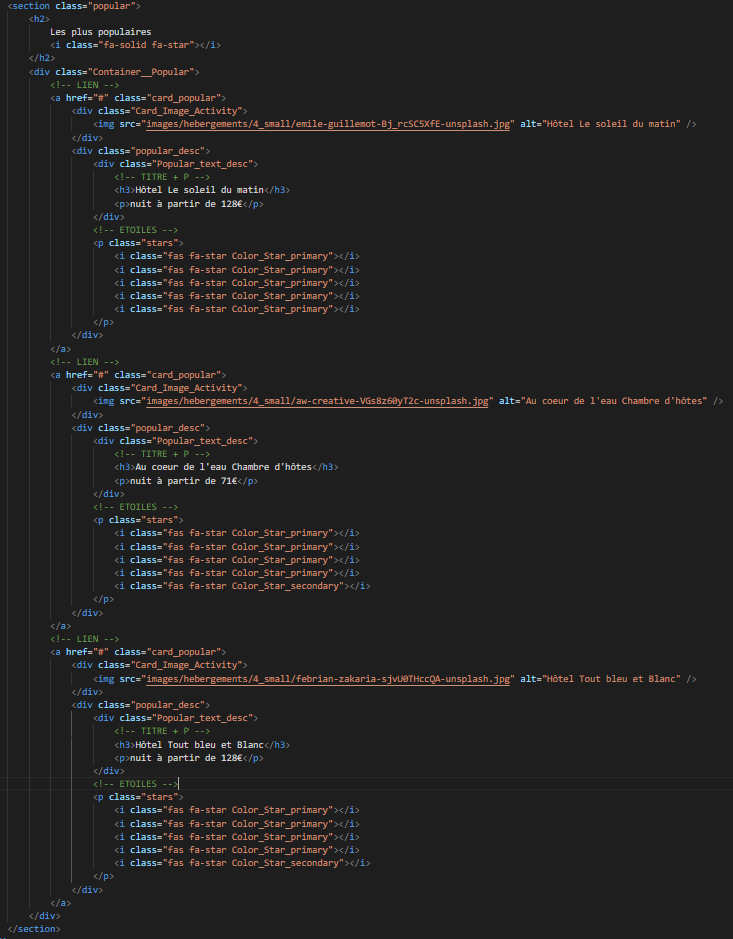 <section class="popular">
<h2>
Les plus populaires
<i class="fa-solid fa-star"></i>
</h2>
<div class="Container__Popular">
<!-- LIEN -->
<a href="#" class="card_popular">
<div class="Card_Image_Activity">
<img src="images/hebergements/4_small/emile-guillemot-Bj_rcSC5XfE-unsplash.jpg" alt="Hôtel Le soleil du matin" />
</div>
<div class="popular_desc">
<div class="Popular_text_desc">
<!-- TITRE + P -->
<h3>Hôtel Le soleil du matin</h3>
<p>nuit à partir de 128€</p>
</div>
<!-- ETOILES -->
<p class="stars">
<i class="fas fa-star Color_Star_primary"></i>
<i class="fas fa-star Color_Star_primary"></i>
<i class="fas fa-star Color_Star_primary"></i>
<i class="fas fa-star Color_Star_primary"></i>
<i class="fas fa-star Color_Star_primary"></i>
</p>
</div>
</a>
<!-- LIEN -->
<a href="#" class="card_popular">
<div class="Card_Image_Activity">
<img src="images/hebergements/4_small/aw-creative-VGs8z60yT2c-unsplash.jpg" alt="Au coeur de l'eau Chambre d'hôtes" />
</div>
<div class="popular_desc">
<div class="Popular_text_desc">
<!-- TITRE + P -->
<h3>Au coeur de l'eau Chambre d'hôtes</h3>
<p>nuit à partir de 71€</p>
</div>
<!-- ETOILES -->
<p class="stars">
<i class="fas fa-star Color_Star_primary"></i>
<i class="fas fa-star Color_Star_primary"></i>
<i class="fas fa-star Color_Star_primary"></i>
<i class="fas fa-star Color_Star_primary"></i>
<i class="fas fa-star Color_Star_secondary"></i>
</p>
</div>
</a>
<!-- LIEN -->
<a href="#" class="card_popular">
<div class="Card_Image_Activity">
<img src="images/hebergements/4_small/febrian-zakaria-sjvU0THccQA-unsplash.jpg" alt="Hôtel Tout bleu et Blanc" />
</div>
<div class="popular_desc">
<div class="Popular_text_desc">
<!-- TITRE + P -->
<h3>Hôtel Tout bleu et Blanc</h3>
<p>nuit à partir de 128€</p>
</div>
<!-- ETOILES -->
<p class="stars">
<i class="fas fa-star Color_Star_primary"></i>
<i class="fas fa-star Color_Star_primary"></i>
<i class="fas fa-star Color_Star_primary"></i>
<i class="fas fa-star Color_Star_primary"></i>
<i class="fas fa-star Color_Star_secondary"></i>
</p>
</div>
</a>
</div>
</section>